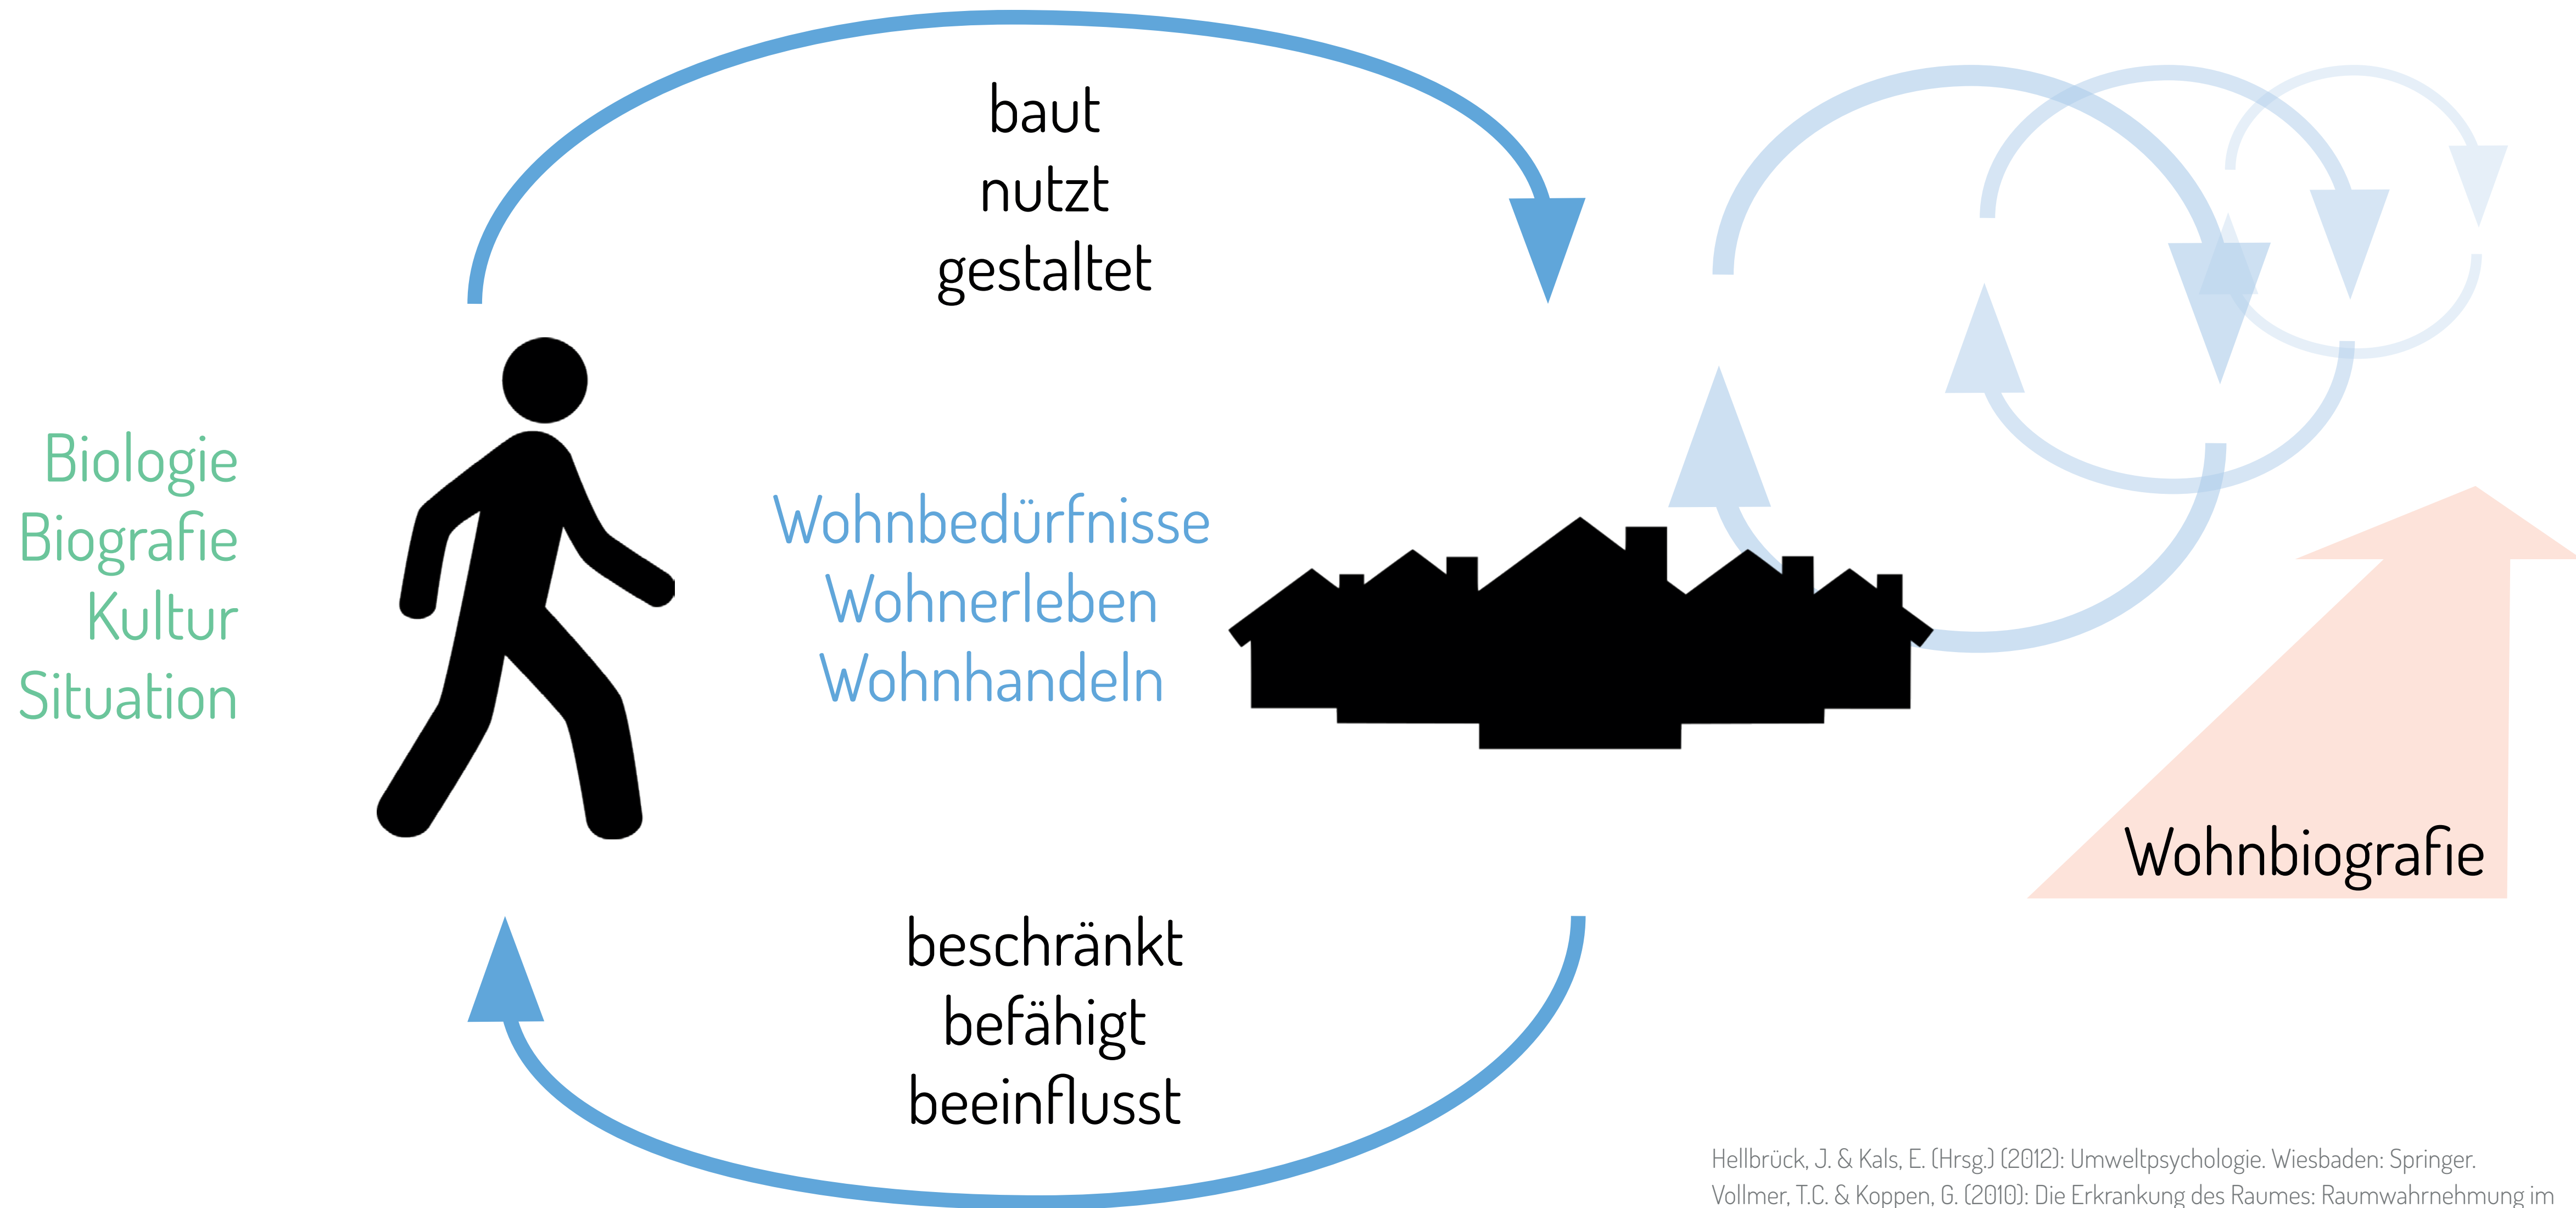 baut
nutzt
gestaltet
Biologie
Biografie
Kultur
Situation
Wohnbedürfnisse
Wohnerleben
Wohnhandeln
Wohnbiografie
beschränkt
befähigt
beeinflusst
Hellbrück, J. & Kals, E. (Hrsg.) (2012): Umweltpsychologie. Wiesbaden: Springer.
Vollmer, T.C. & Koppen, G. (2010): Die Erkrankung des Raumes: Raumwahrnehmung im